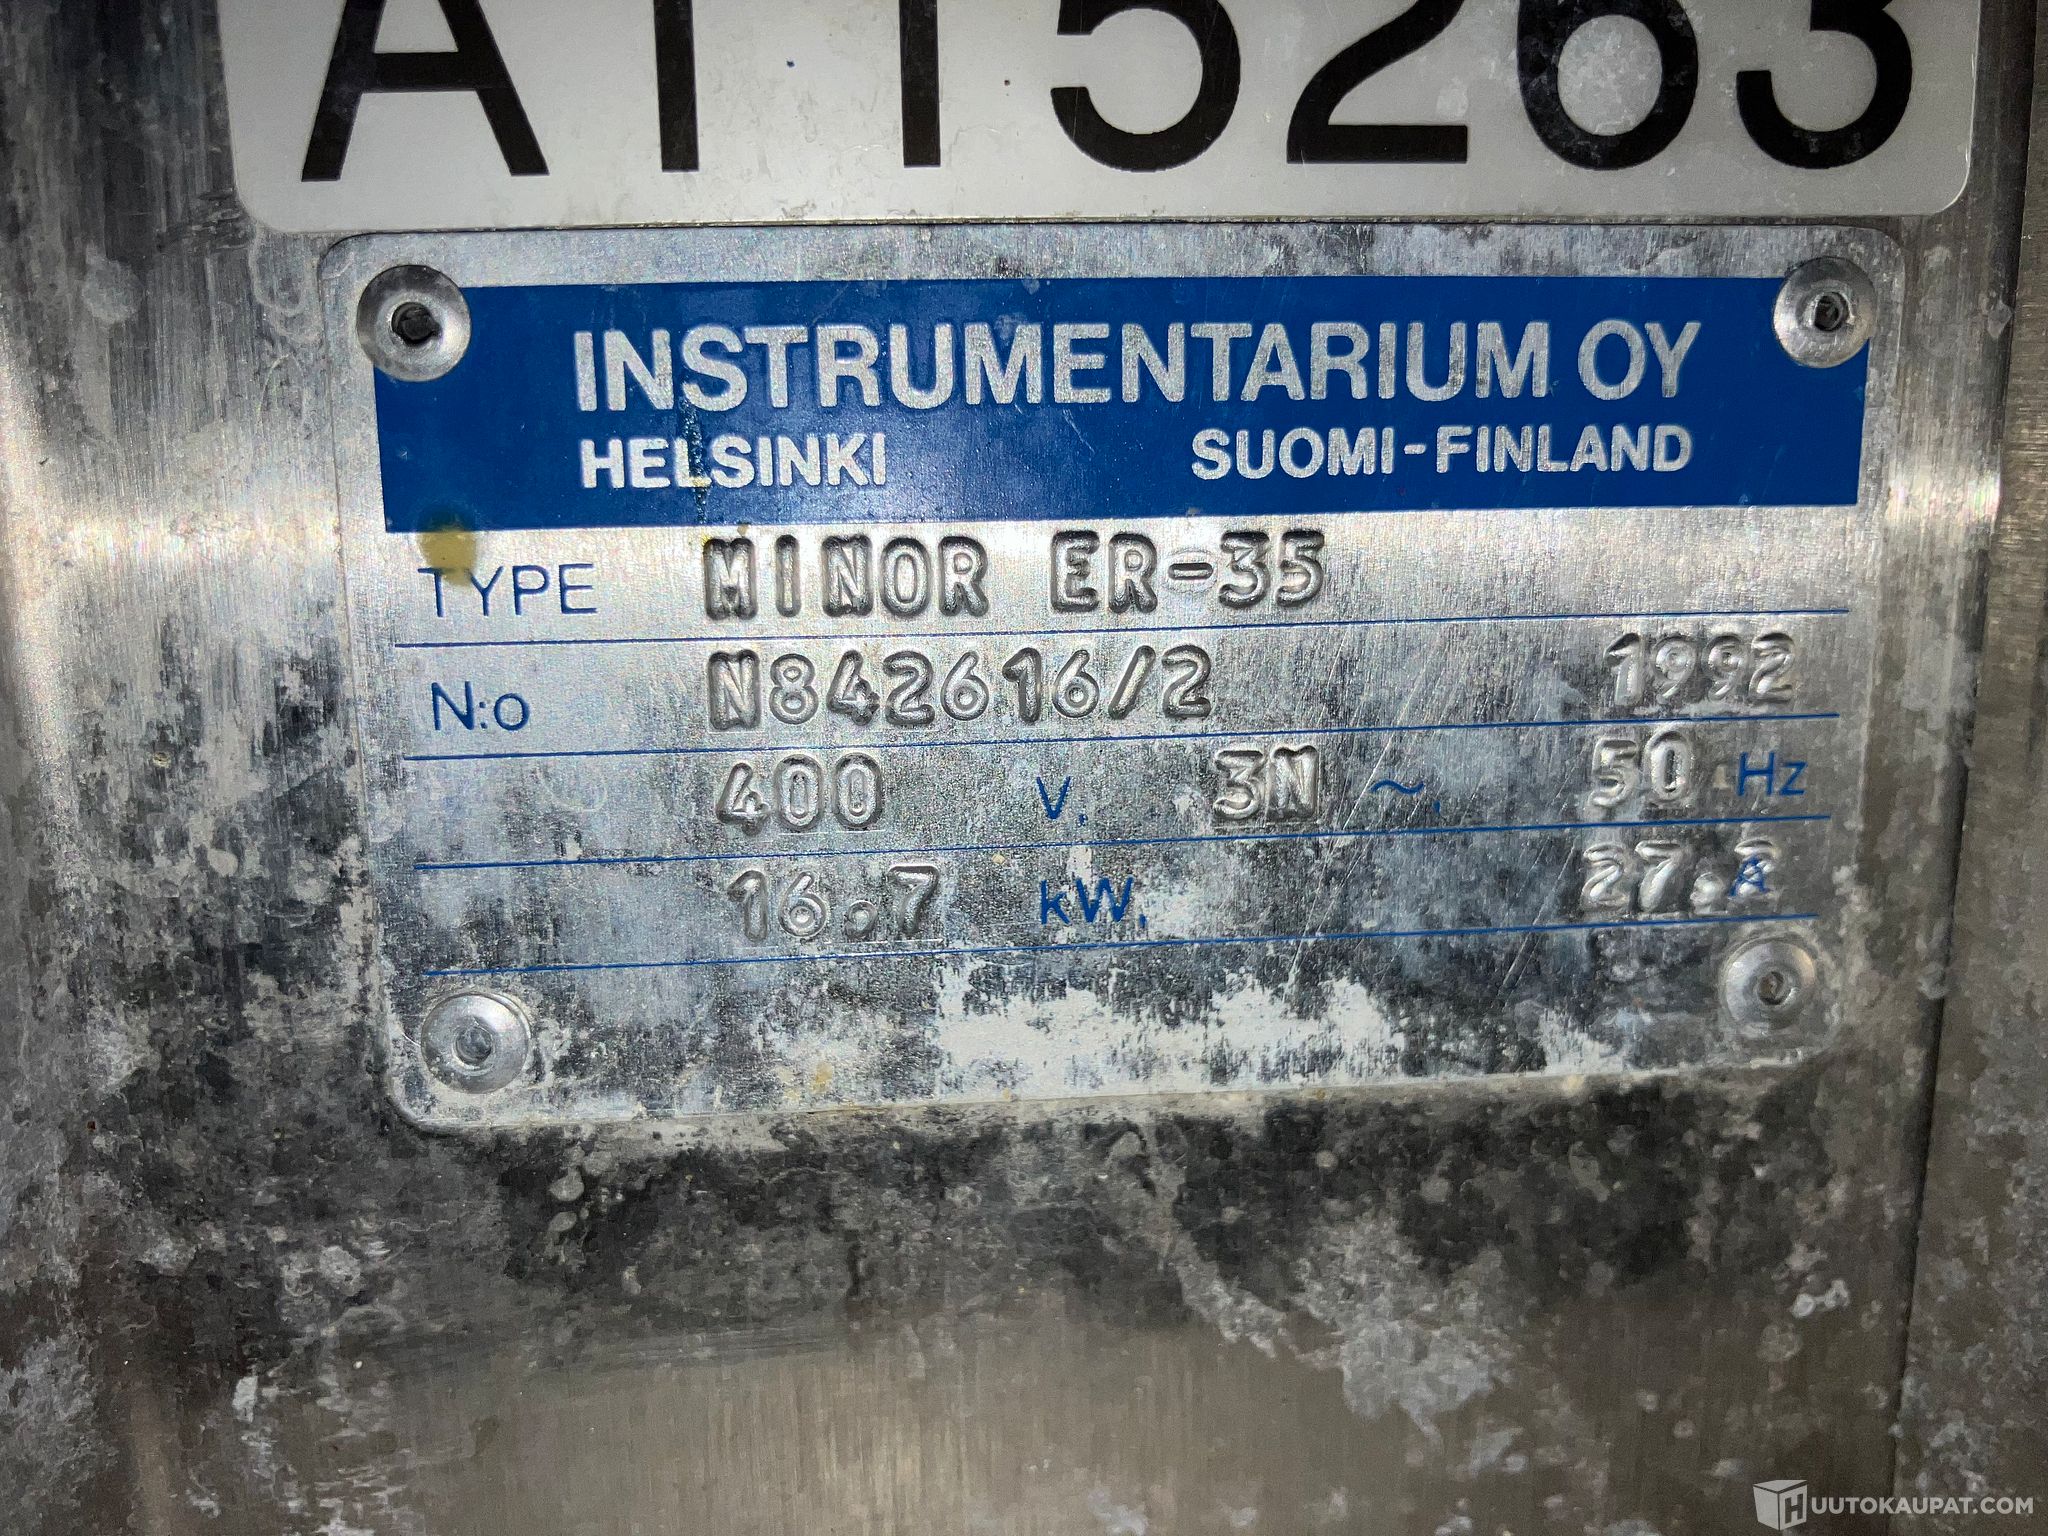 A115263
INSTRUMENTARIUM OY
HELSINKI SUOMI-FINLAND
TYPE MINOR ER-35
N:o N842616/2 1992
400 V, 3N ~, 50 Hz
16,7 kW, A
HUUTOKAUPAT.COM